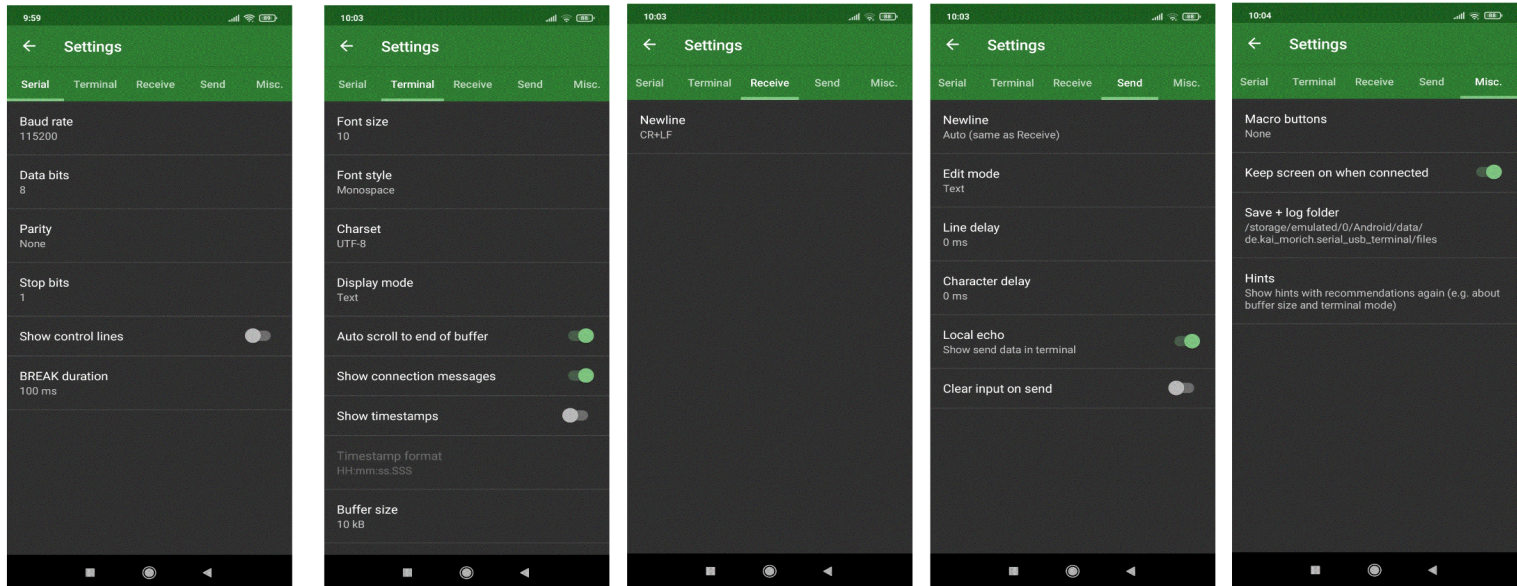 9:59
89
Settings
Serial Terminal Receive Send Misc.
Baud rate
115200
Data bits
8
Parity
None
Stop bits
1
Show control lines
BREAK duration
100 ms
10:03
88
Settings
Serial Terminal Receive Send Misc.
Font size
10
Font style
Monospace
Charset
UTF-8
Display mode
Text
Auto scroll to end of buffer
Show connection messages
Show timestamps
Timestamp format
HH:mm:ss.SSS
Buffer size
10 kB
10:03
88
Settings
Serial Terminal Receive Send Misc.
Newline
CR+LF
10:03
88
Settings
Serial Terminal Receive Send Misc.
Newline
Auto (same as Receive)
Edit mode
Text
Line delay
0 ms
Character delay
0 ms
Local echo
Show send data in terminal
Clear input on send
10:04
88
Settings
Serial Terminal Receive Send Misc.
Macro buttons
None
Keep screen on when connected
Save + log folder
/storage/emulated/0/Android/data/
de.kai_morich.serial_usb_terminal/files
Hints
Show hints with recommendations again (e.g. about
buffer size and terminal mode)